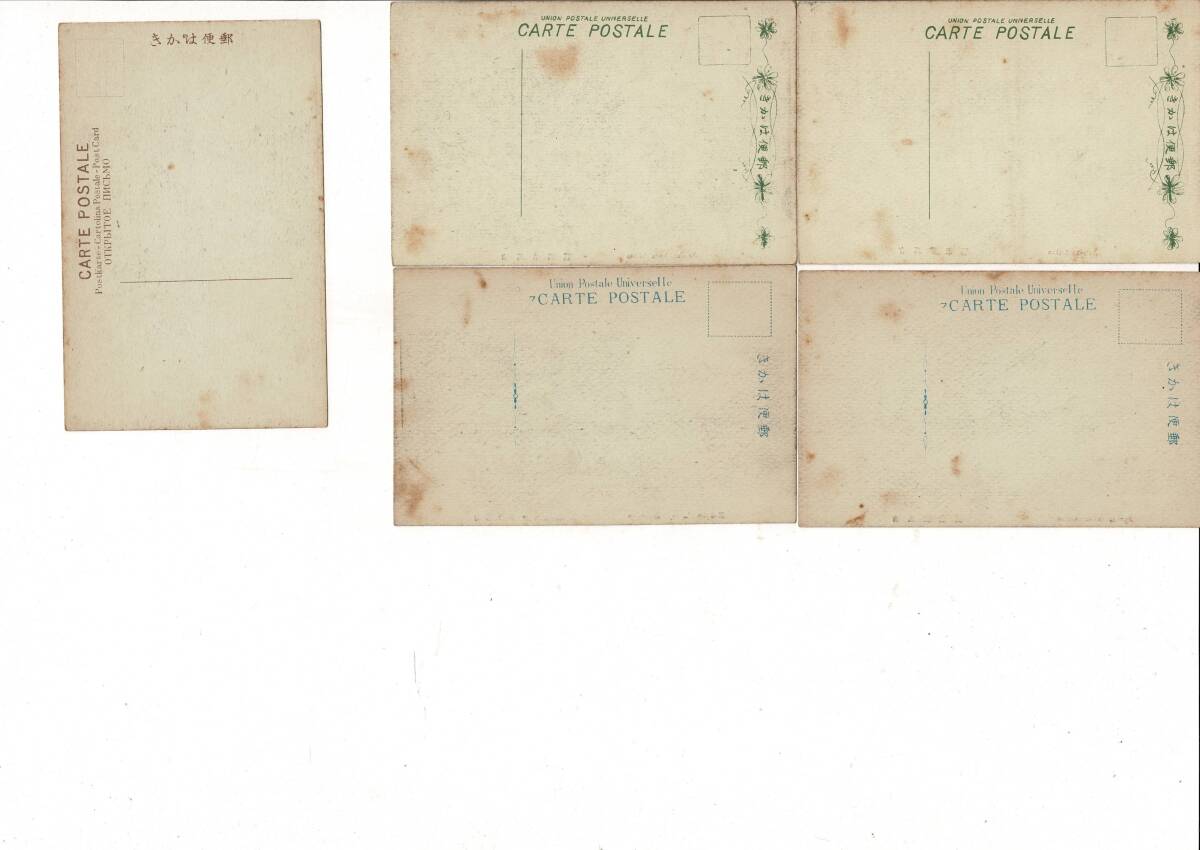 きかは便郵
CARTE POSTALE
Postkarte-Cartolina Postale-Post Card
ОТКРЫТОЕ ПИСЬМО
UNION POSTALE UNIVERSELLE
CARTE POSTALE
きかは便郵
UNION POSTALE UNIVERSELLE
CARTE POSTALE
きかは便郵
Union Postale Universelle
CARTE POSTALE
きかは便郵
Union Postale Universelle
CARTE POSTALE
きかは便郵